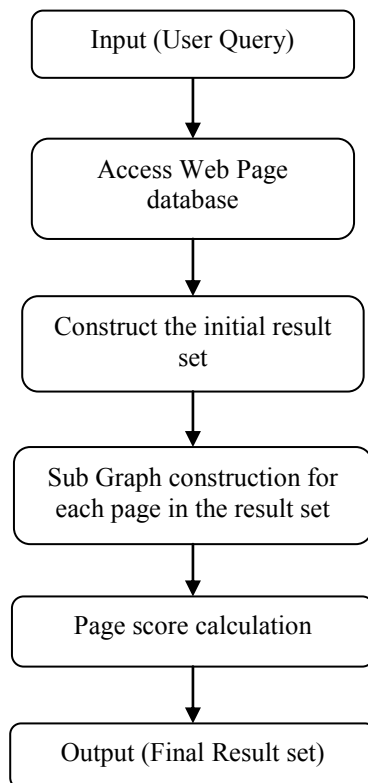 Input (User Query)
Access Web Page
database
Construct the initial result
set
Sub Graph construction for
each page in the result set
Page score calculation
Output (Final Result set)